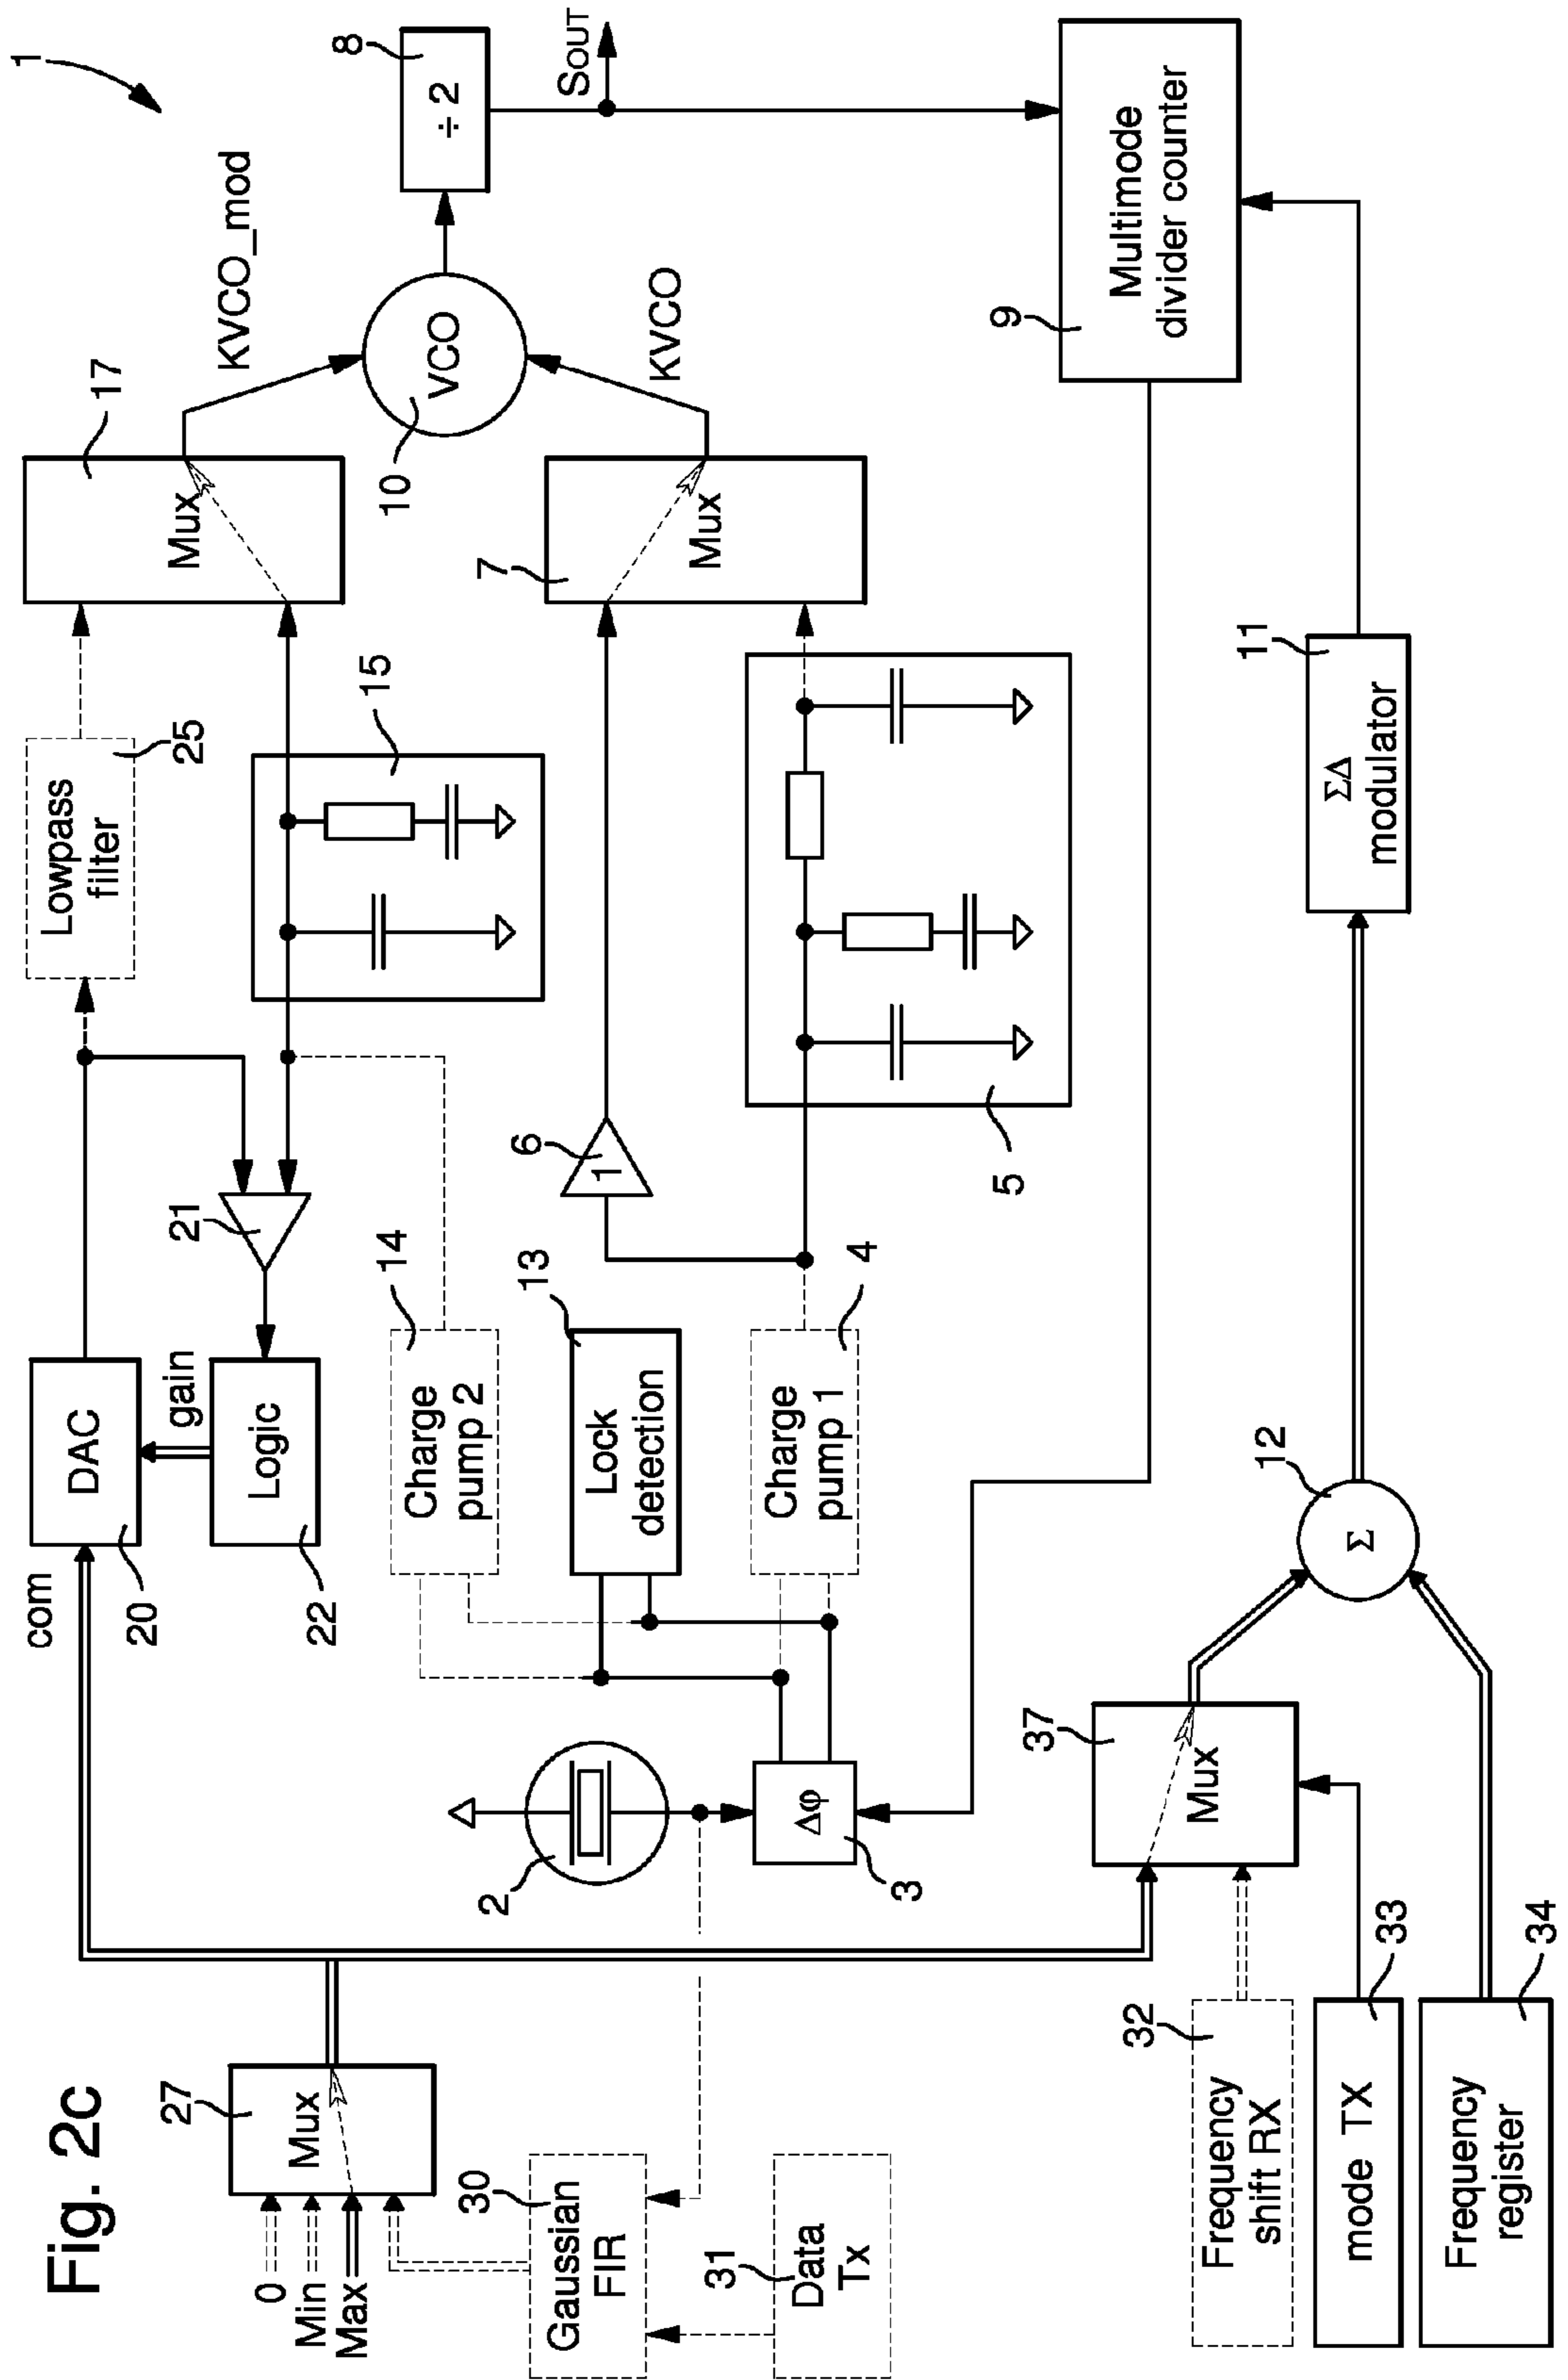 Fig. 2c
1
KVCO_mod
17
Mux
8
÷ 2
SOUT
VCO
10
KVCO
7
Mux
9
Multimode
divider counter
Lowpass
filter
25
15
6
1
5
11
ΣΔ
modulator
21
14
13
4
DAC
gain
Logic
com
20
22
Charge
pump 2
Lock
detection
Charge
pump 1
12
Σ
2
Δφ
3
37
Mux
27
Mux
0
Min
Max
30
Gaussian
FIR
31
Data
Tx
32
Frequency
shift RX
33
mode TX
34
Frequency
register